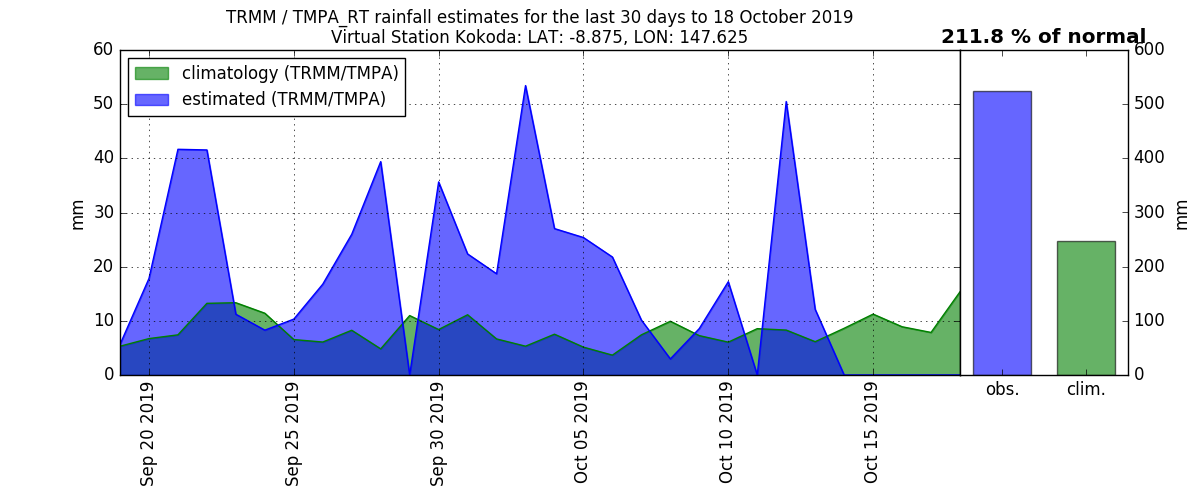 TRMM / TMPA_RT rainfall estimates for the last 30 days to 18 October 2019
Virtual Station Kokoda: LAT: -8.875, LON: 147.625
211.8 % of normal
climatology (TRMM/TMPA)
estimated (TRMM/TMPA)
60
50
40
30
20
10
0
mm
600
500
400
300
200
100
0
mm
Sep 20 2019
Sep 25 2019
Sep 30 2019
Oct 05 2019
Oct 10 2019
Oct 15 2019
obs.
clim.